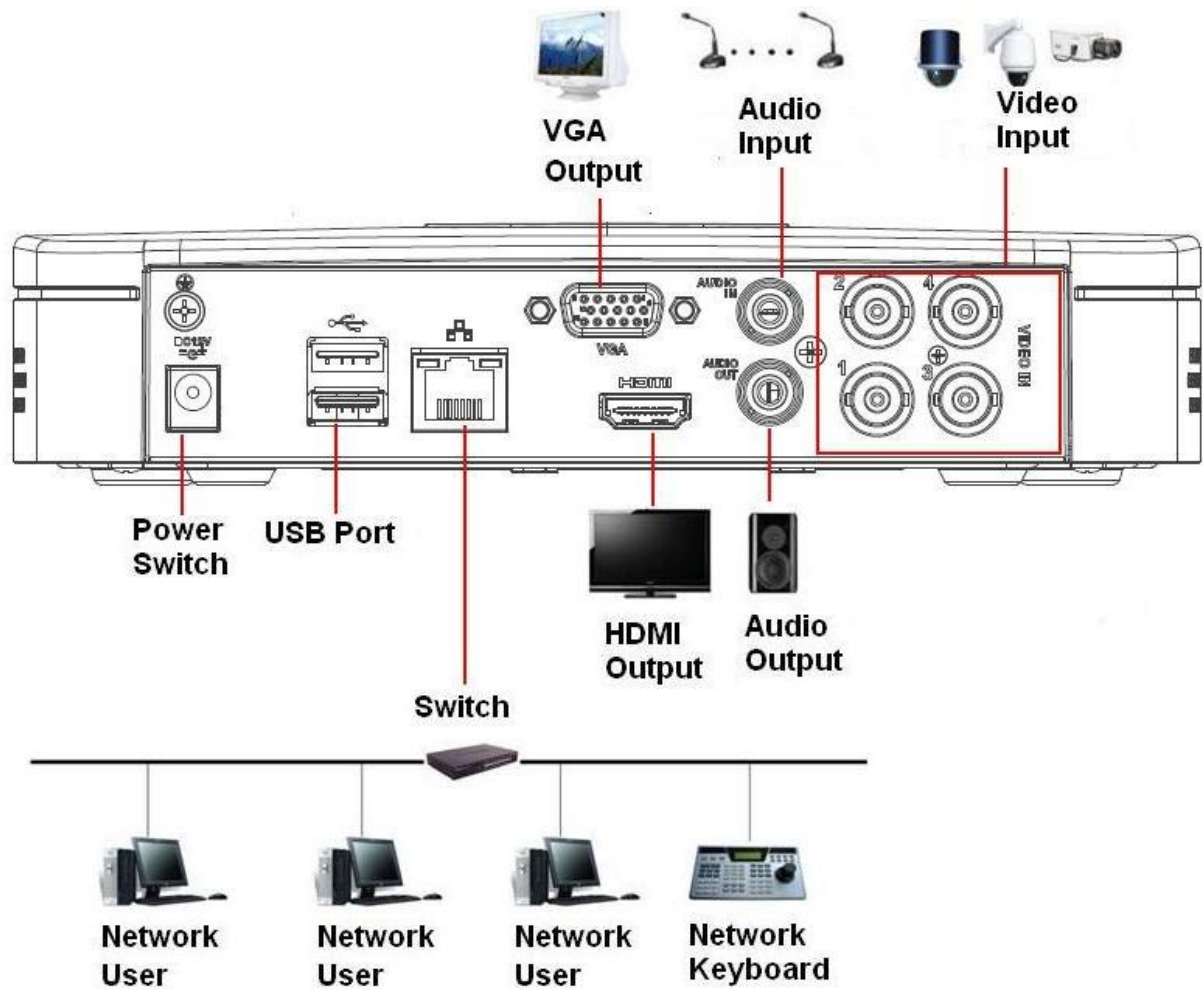 VGA
Output
Audio
Input
Video
Input
AUDIO
IN
2
4
DC12V
VGA
VIDEO IN
HDMI
AUDIO
OUT
1
3
Power
Switch
USB Port
HDMI
Output
Audio
Output
Switch
Network
User
Network
User
Network
User
Network
Keyboard